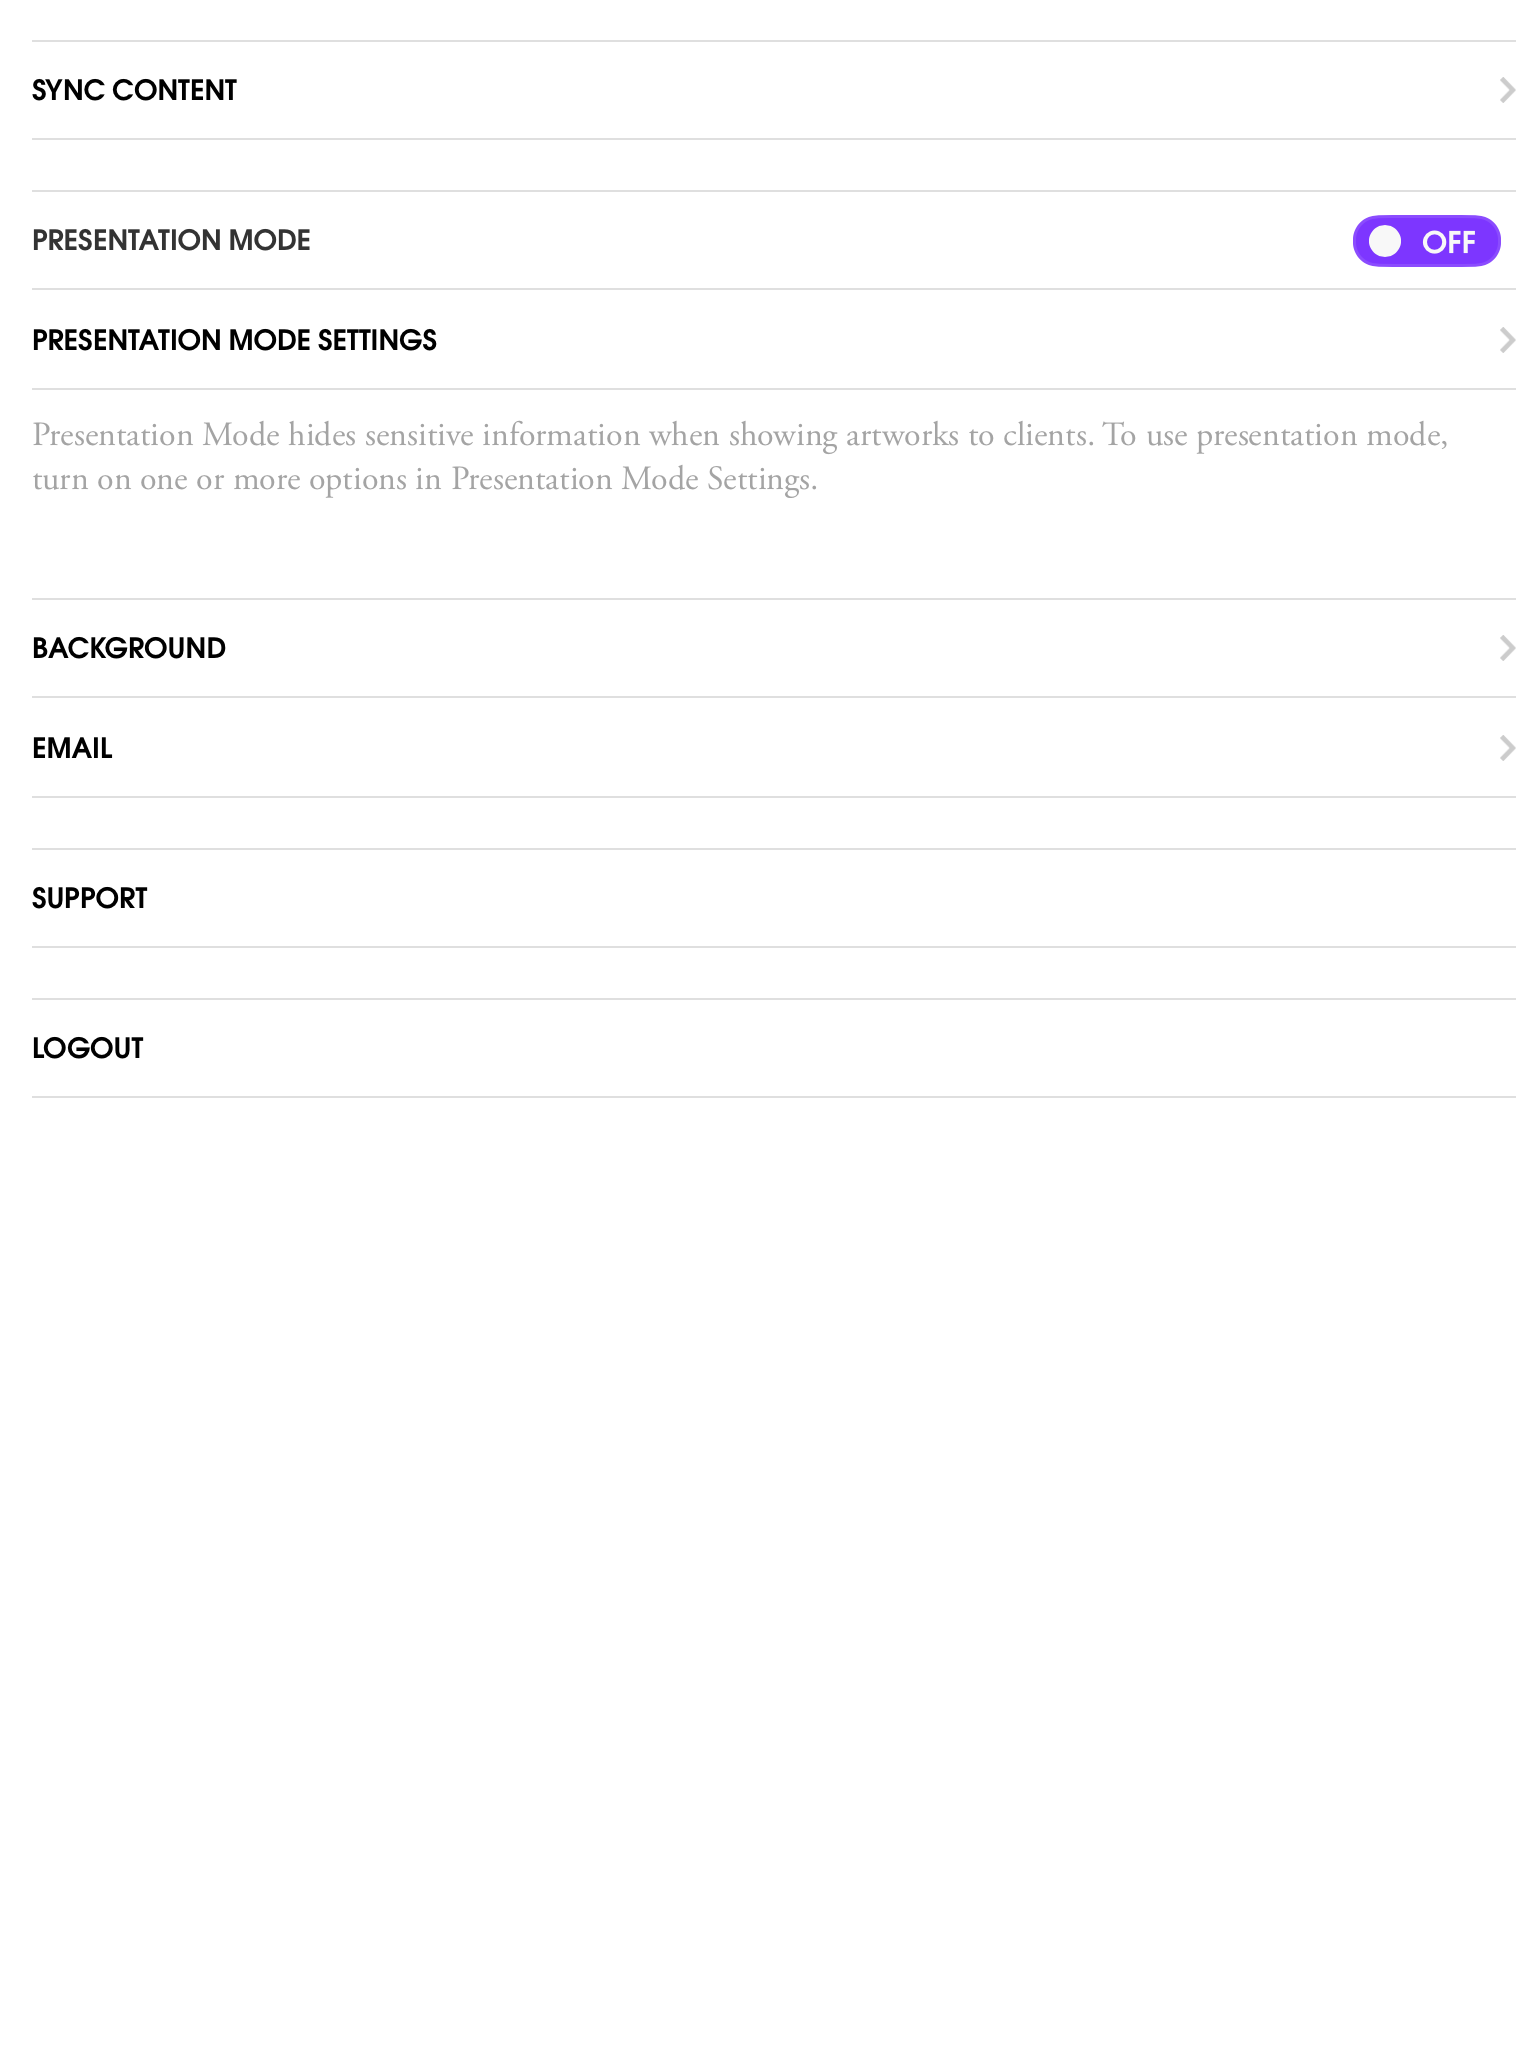 SYNC CONTENT
PRESENTATION MODE
OFF
PRESENTATION MODE SETTINGS
Presentation Mode hides sensitive information when showing artworks to clients. To use presentation mode,
turn on one or more options in Presentation Mode Settings.
BACKGROUND
EMAIL
SUPPORT
LOGOUT